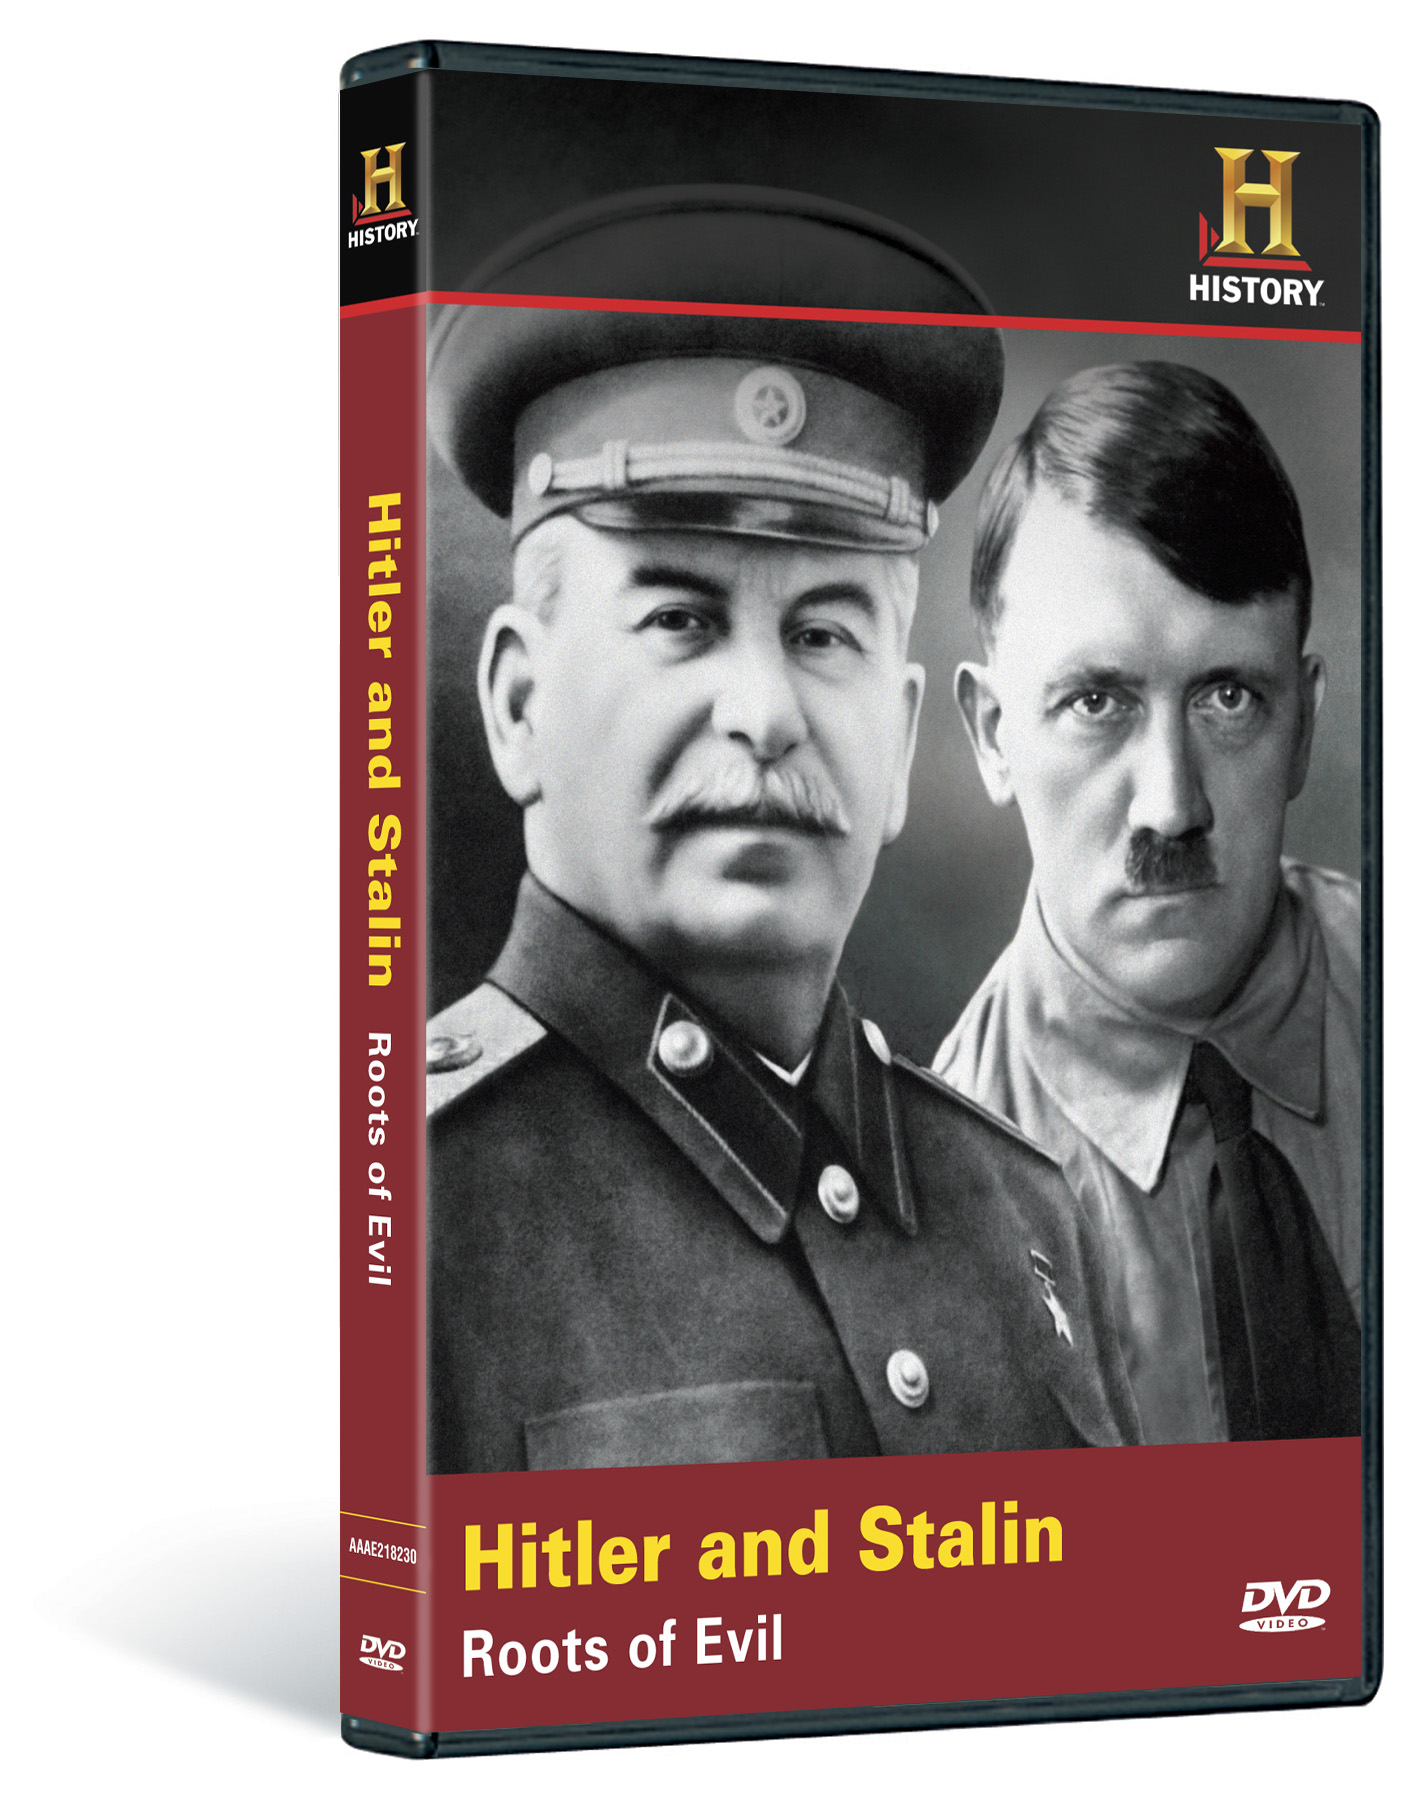 HISTORY
Hitler and Stalin Roots of Evil
AAAE218230
DVD
VIDEO
HISTORY
Hitler and Stalin
Roots of Evil
DVD
VIDEO